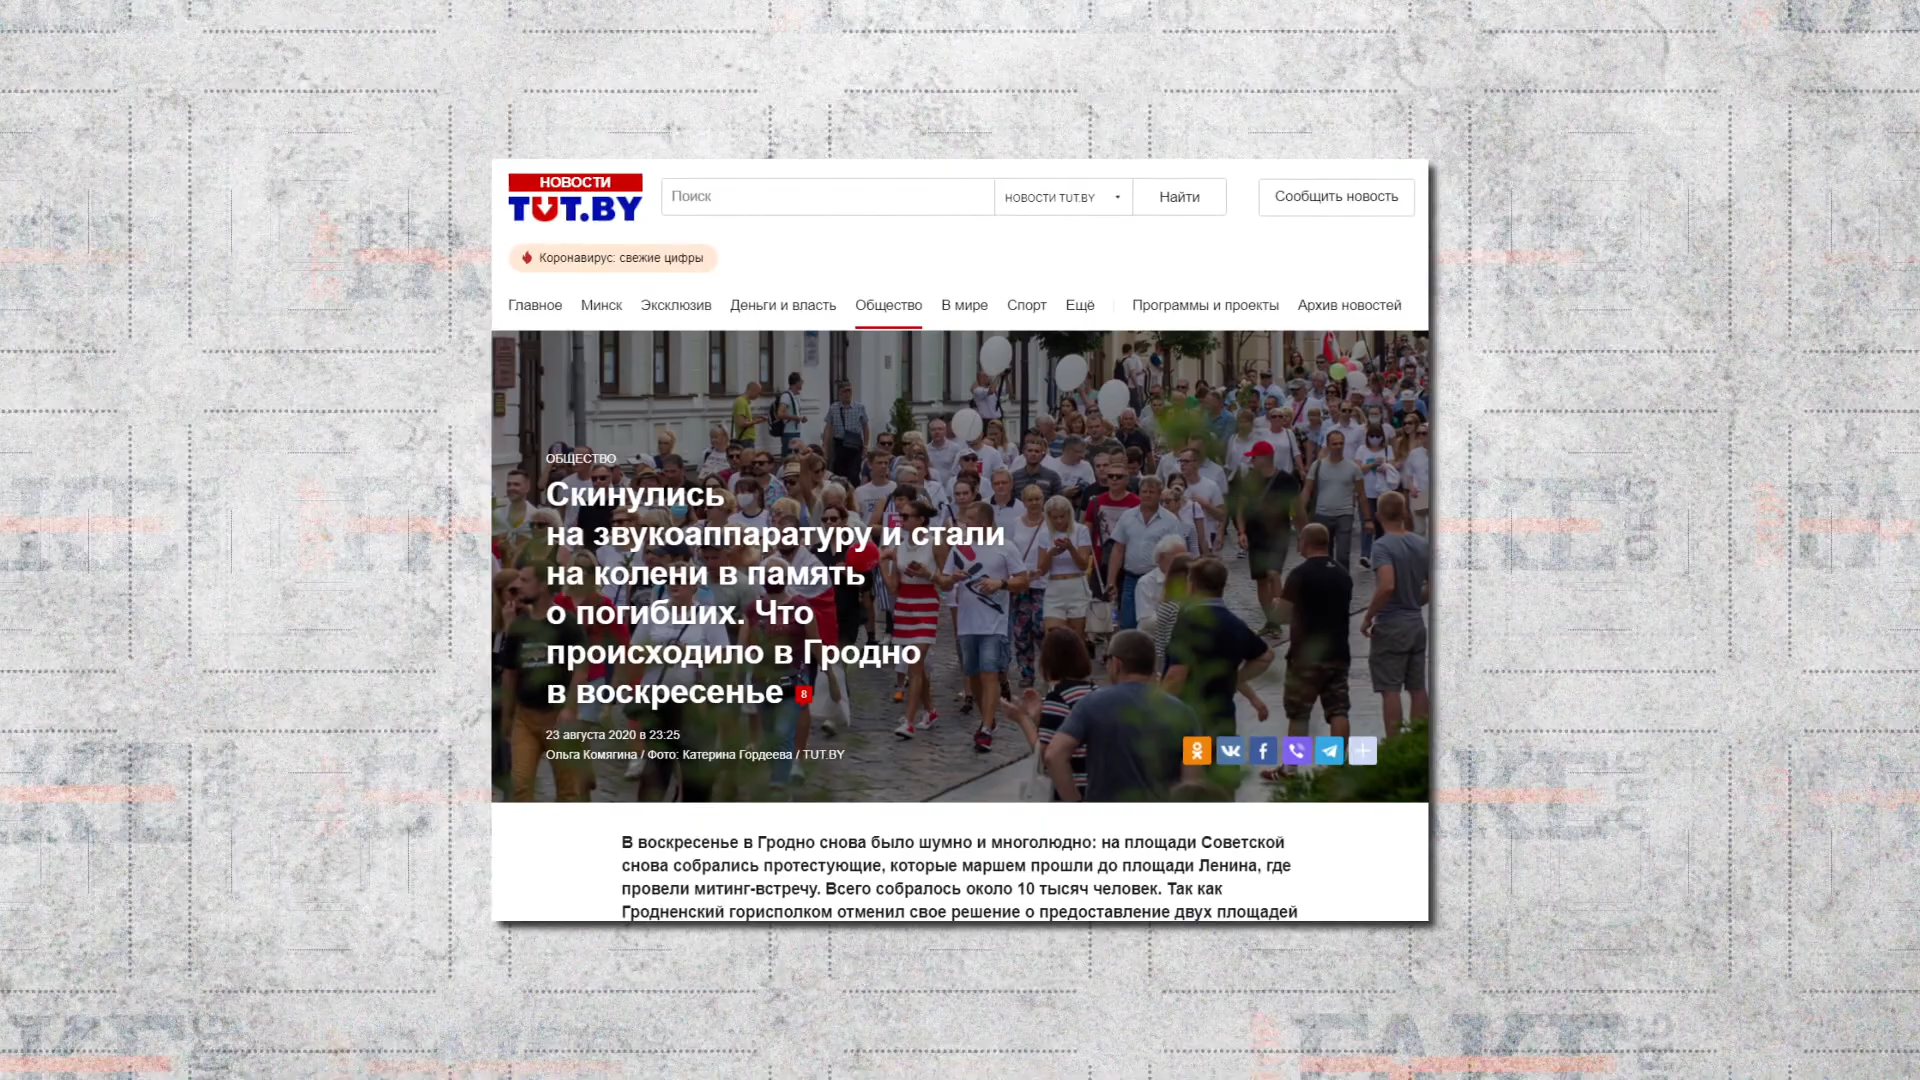 НОВОСТИ
TUT.BY
Поиск
НОВОСТИ TUT.BY
Найти
Сообщить новость
Коронавирус: свежие цифры
Главное Минск Эксклюзив Деньги и власть Общество В мире Спорт Ещё Программы и проекты Архив новостей
ОБЩЕСТВО
Скинулись
на звукоаппаратуру и стали
на колени в память
о погибших. Что
происходило в Гродно
в воскресенье 8
23 августа 2020 в 23:25
Ольга Комягина / Фото: Катерина Гордеева / TUT.BY
В воскресенье в Гродно снова было шумно и многолюдно: на площади Советской
снова собрались протестующие, которые маршем прошли до площади Ленина, где
провели митинг-встречу. Всего собралось около 10 тысяч человек. Так как
Гродненский горисполком отменил свое решение о предоставление двух площадей